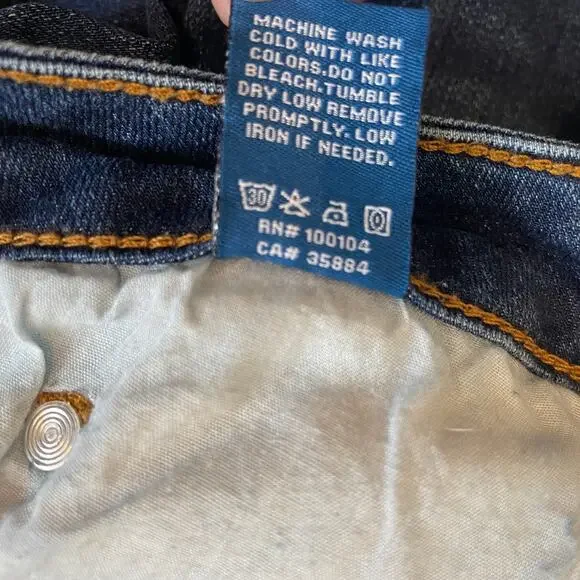 MACHINE WASH
COLD WITH LIKE
COLORS.DO NOT
BLEACH.TUMBLE
DRY LOW REMOVE
PROMPTLY. LOW
IRON IF NEEDED.
30
RN# 100104
CA# 35884